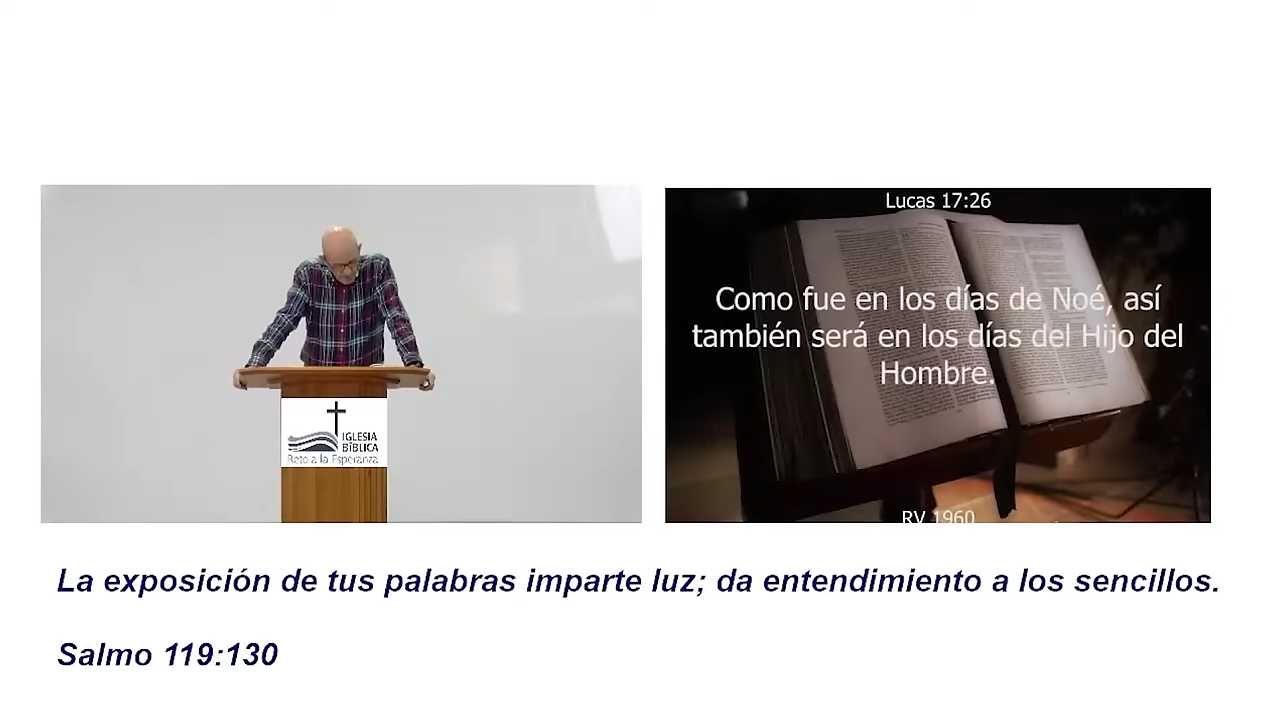 Lucas 17:26
Como fue en los días de Noé, así
también será en los días del Hijo del
Hombre.
RV 1960
IGLESIA
BÍBLICA
Reto a la Esperanza
La exposición de tus palabras imparte luz; da entendimiento a los sencillos.
Salmo 119:130